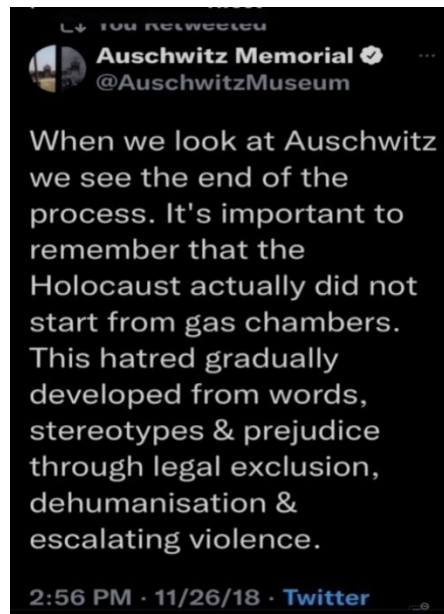 You Retweeted
Auschwitz Memorial
@AuschwitzMuseum
When we look at Auschwitz
we see the end of the
process. It's important to
remember that the
Holocaust actually did not
start from gas chambers.
This hatred gradually
developed from words,
stereotypes & prejudice
through legal exclusion,
dehumanisation &
escalating violence.
2:56 PM · 11/26/18 · Twitter